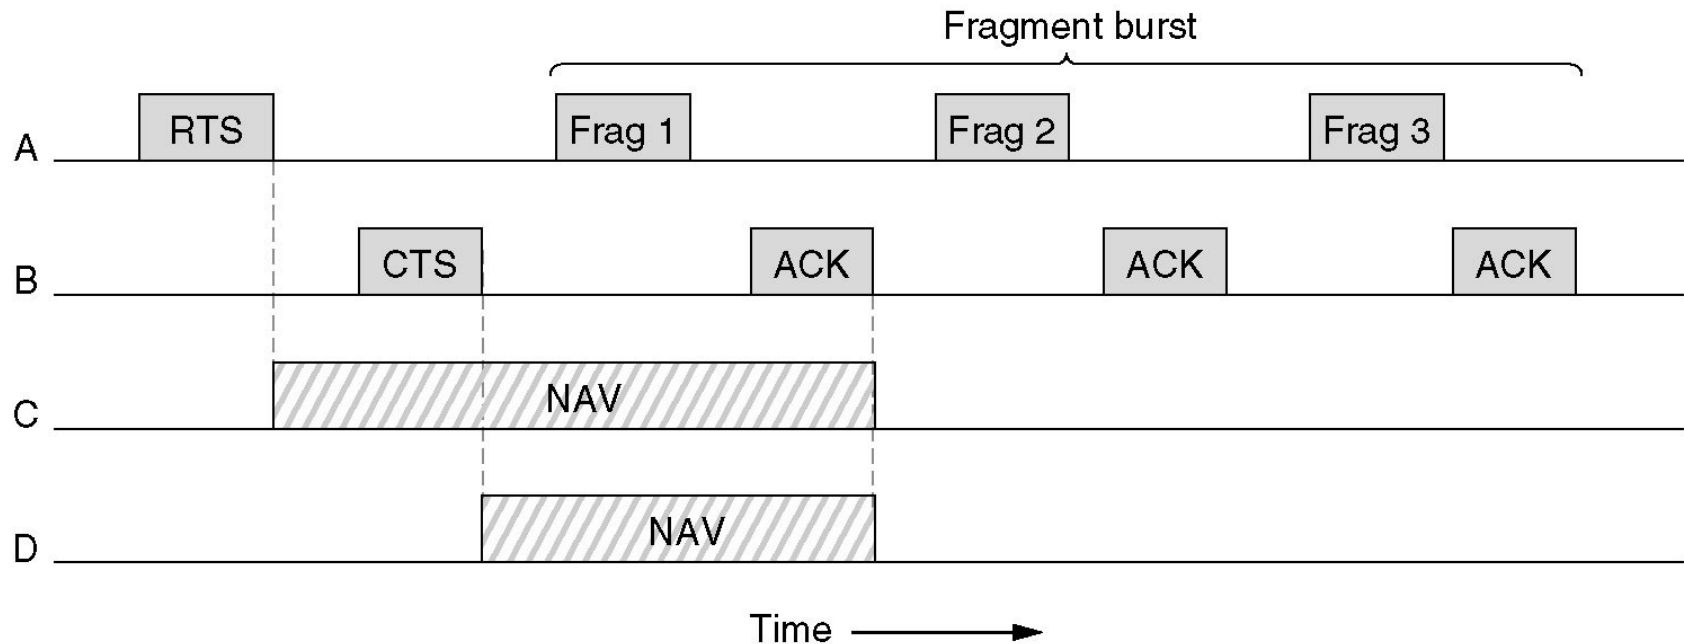 Fragment burst
A RTS Frag 1 Frag 2 Frag 3
B CTS ACK ACK ACK
C NAV
D NAV
Time